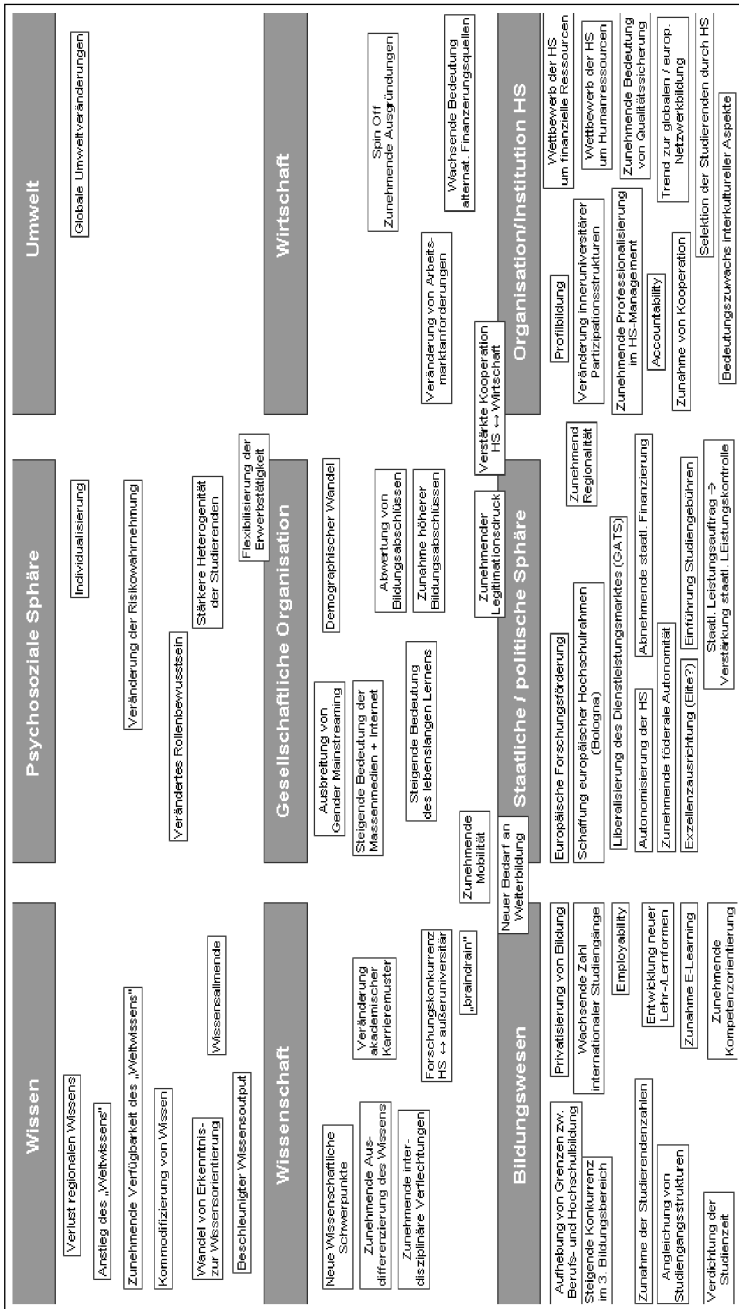 Wissen
Verlust regionalen Wissens
Anstieg des „Weltwissens"
Zunehmende Verfügbarkeit des „Weltwissens"
Kommodifizierung von Wissen
Wandel von Erkenntnis-
zur Wissensorientierung
Wissensallmende
Beschleunigter Wissensoutput
Psychosoziale Sphäre
Individualisierung
Veränderung der Risikowahrnehmung
Verändertes Rollenbewusstsein
Stärkere Heterogenität
der Studierenden
Flexibilisierung der
Erwerbstätigkeit
Umwelt
Globale Umweltveränderungen
Wissenschaft
Neue Wissenschaftliche
Schwerpunkte
Zunehmende Aus-
differenzierung des Wissens
Veränderung
akademischer
Karrieremuster
Zunehmende inter-
disziplinäre Verflechtungen
Forschungskonkurrenz
HS ↔ außeruniversitär
„braindrain"
Gesellschaftliche Organisation
Ausbreitung von
Gender Mainstreaming
Demographischer Wandel
Steigende Bedeutung der
Massenmedien + Internet
Abwertung von
Bildungsabschlüssen
Steigende Bedeutung
des lebenslangen Lernens
Zunahme höherer
Bildungsabschlüssen
Zunehmende
Mobilität
Zunehmender
Legitimationsdruck
Neuer Bedarf an
Weiterbildung
Wirtschaft
Spin Off
Zunehmende Ausgründungen
Veränderung von Arbeits-
marktanforderungen
Wachsende Bedeutung
alternat. Finanzerungsquellen
Verstärkte Kooperation
HS ↔ Wirtschaft
Bildungswesen
Aufhebung von Grenzen zw.
Berufs- und Hochschulbildung
Privatisierung von Bildung
Steigende Konkurrenz
im 3. Bildungsbereich
Wachsende Zahl
internationaler Studiengänge
Employability
Zunahme der Studierendenzahlen
Entwicklung neuer
Lehr-/Lernformen
Angleichung von
Studiengangsstrukturen
Zunahme E-Learning
Verdichtung der
Studienzeit
Zunehmende
Kompetenzorientierung
Staatliche / politische Sphäre
Europäische Forschungsförderung
Zunehmend
Regionalität
Schaffung europäischer Hochschulrahmen
(Bologna)
Liberalisierung des Dienstleistungsmarktes (GATS)
Autonomisierung der HS
Abnehmende staatl. Finanzierung
Zunehmende föderale Autonomität
Exzellenzausrichtung (Elite?)
Einführung Studiengebühren
Staatl. Leistungsauftrag →
Verstärkung staatl. LEistungskontrolle
Organisation/Institution HS
Profilbildung
Wettbewerb der HS
um finanzielle Ressourcen
Veränderung inneruniversitärer
Partizipationsstrukturen
Wettbewerb der HS
um Humanressourcen
Zunehmende Professionalisierung
im HS-Management
Zunehmende Bedeutung
von Qualitätssicherung
Accountability
Trend zur globalen / europ.
Netzwerkbildung
Zunahme von Kooperation
Selektion der Studierenden durch HS
Bedeutungszuwachs interkultureller Aspekte